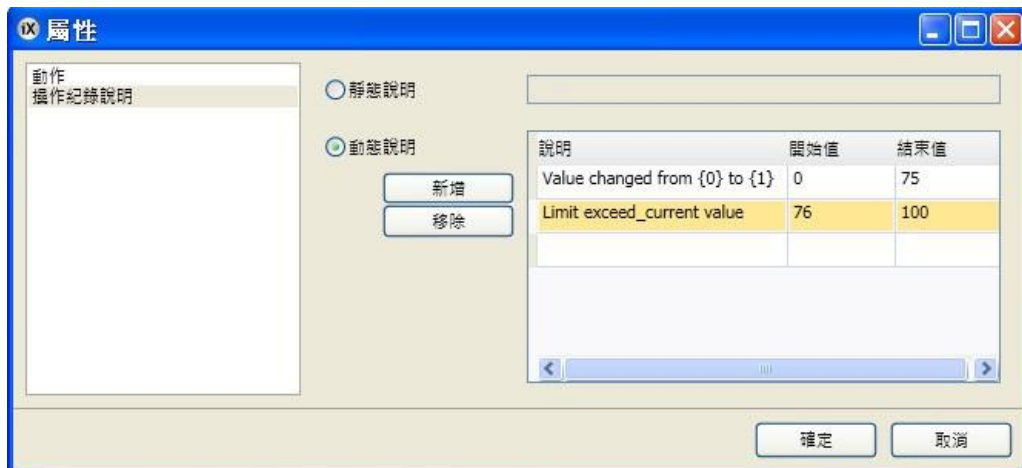 iX 屬性
動作
操作紀錄說明
靜態說明
動態說明
新增
移除
說明 開始值 結束值
Value changed from {0} to {1} 0 75
Limit exceed_current value 76 100
確定 取消